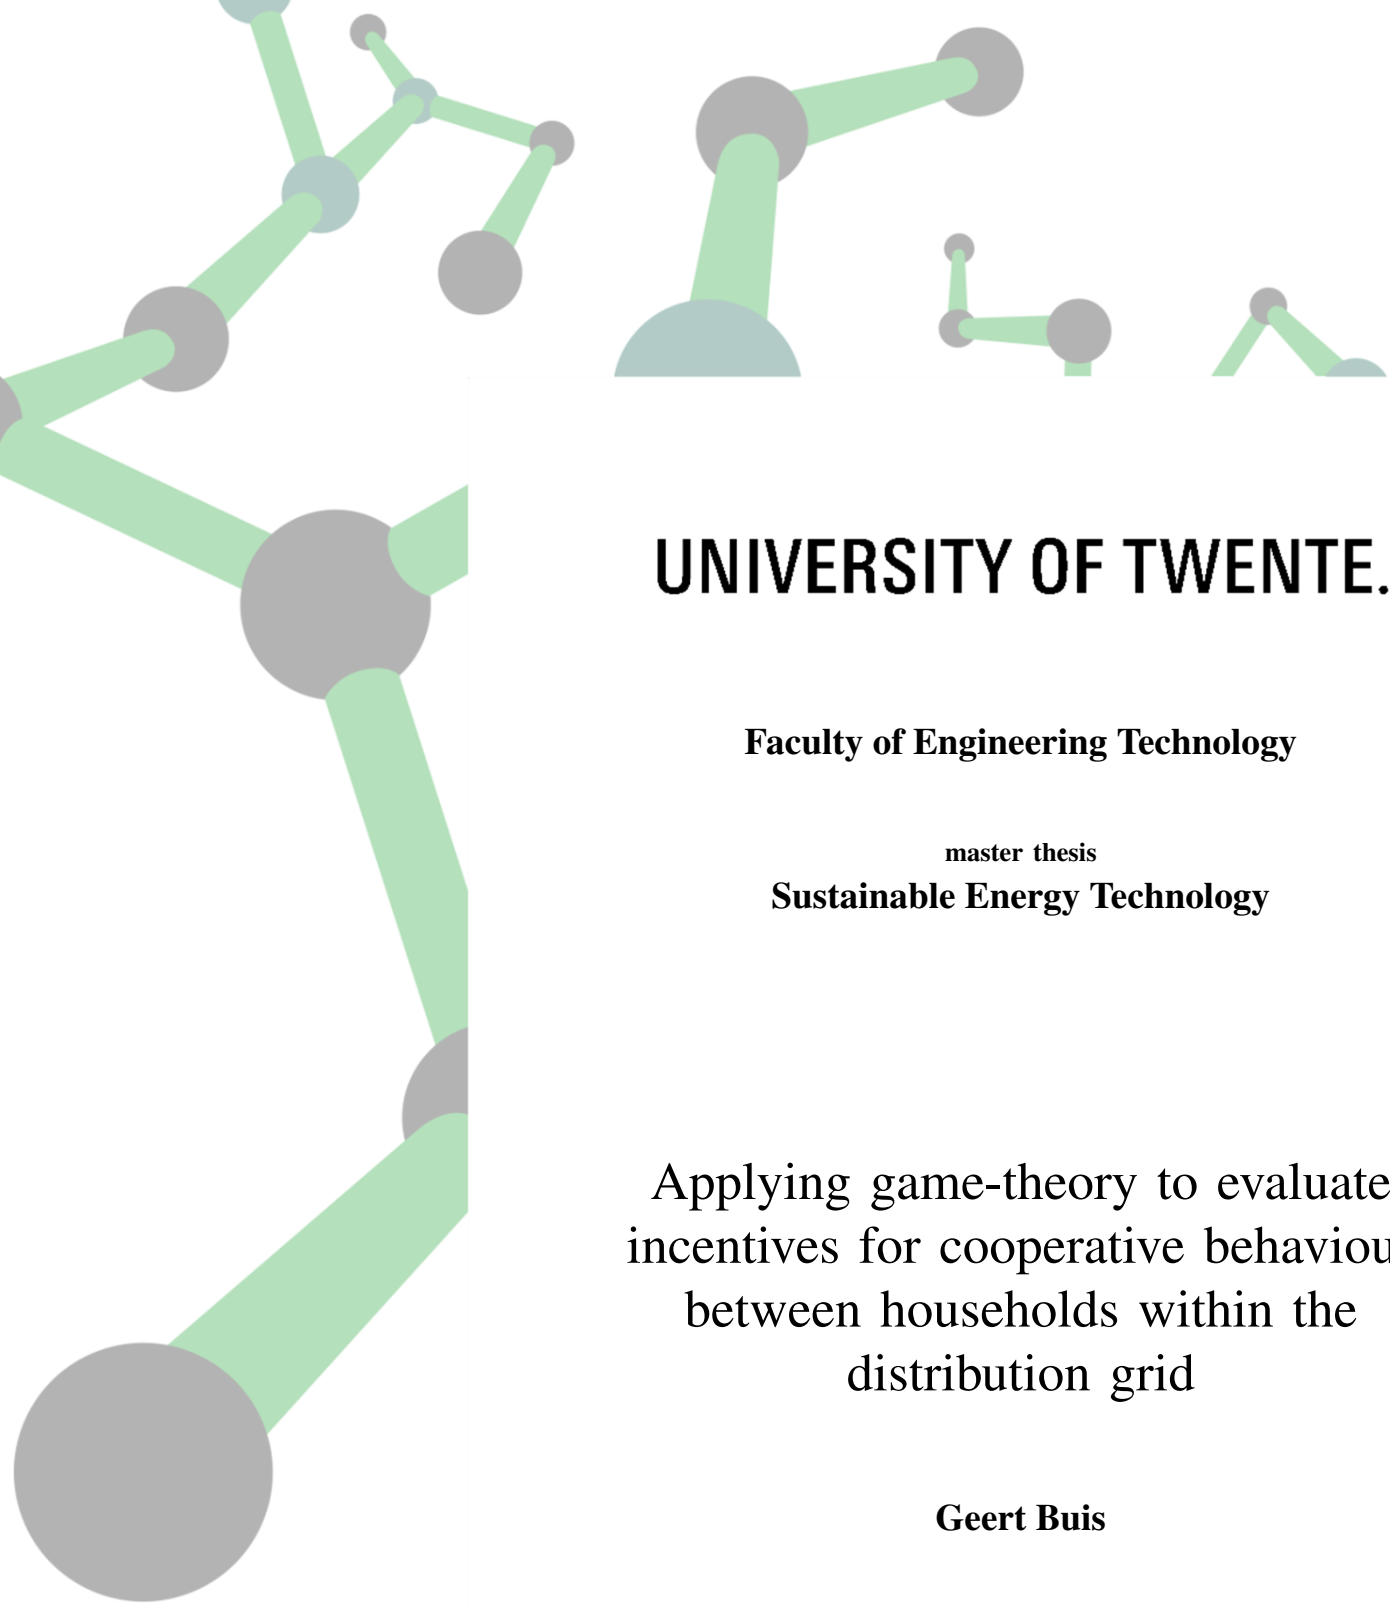 UNIVERSITY OF TWENTE.
Faculty of Engineering Technology
master thesis
Sustainable Energy Technology
Applying game-theory to evaluate
incentives for cooperative behaviou
between households within the
distribution grid
Geert Buis